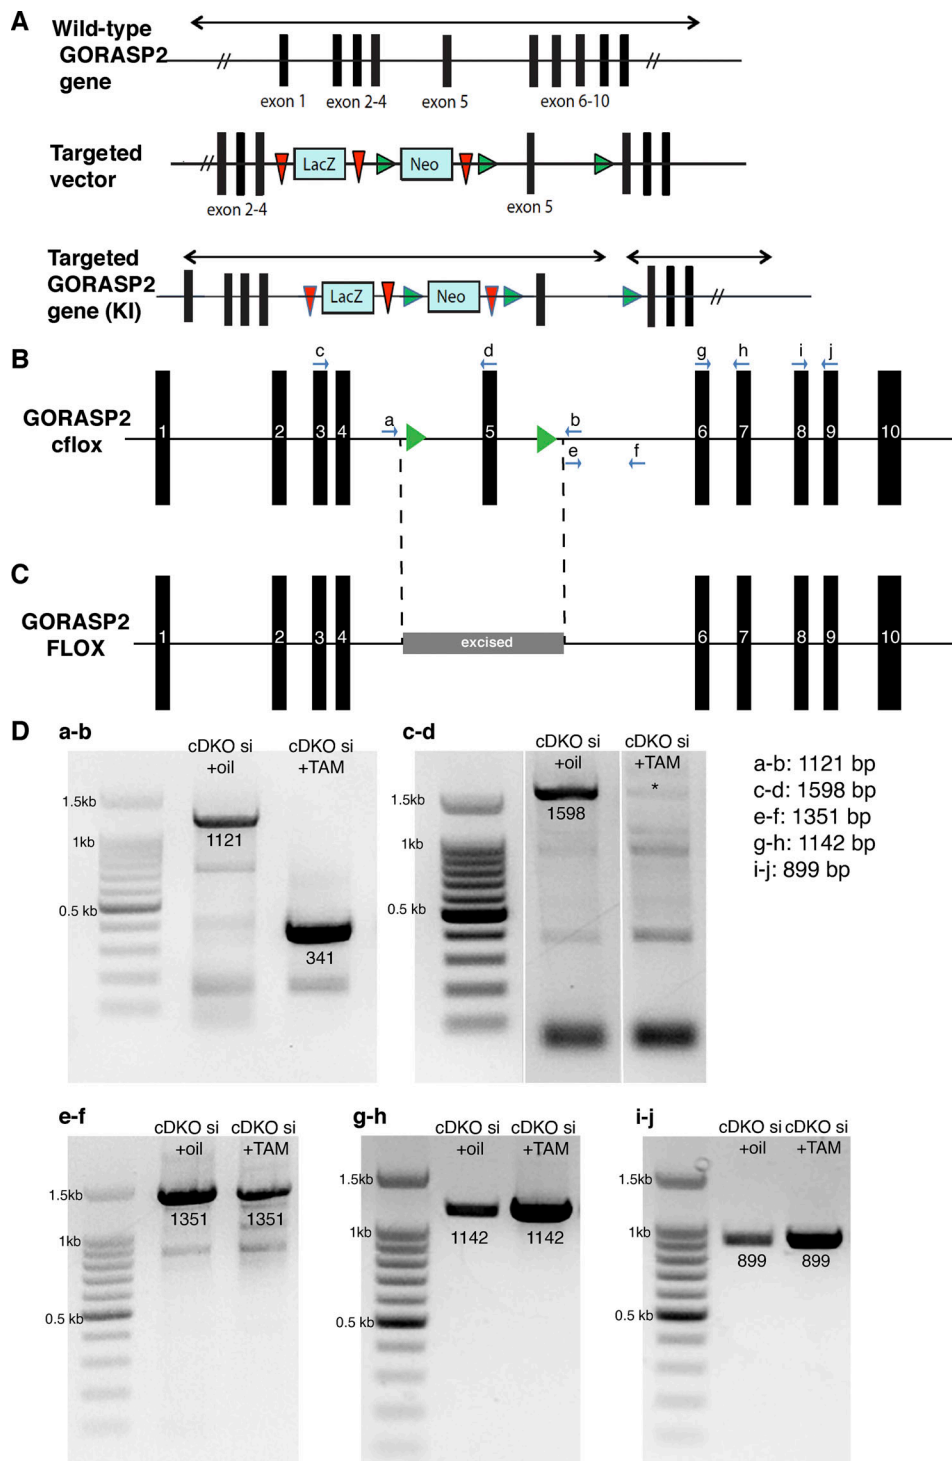 A
Wild-type
GORASP2
gene
exon 1
exon 2-4
exon 5
exon 6-10
Targeted
vector
LacZ
Neo
exon 2-4
exon 5
Targeted
GORASP2
gene (KI)
LacZ
Neo
B
GORASP2
cflox
c
d
g
h
i
j
a
b
e
f
1
2
3
4
5
6
7
8
9
10
C
GORASP2
FLOX
1
2
3
4
excised
6
7
8
9
10
D
a-b
cDKO si
+oil
cDKO si
+TAM
1.5kb
1kb
0.5 kb
1121
341
c-d
cDKO si
+oil
cDKO si
+TAM
1.5kb
1kb
0.5 kb
1598
*
a-b: 1121 bp
c-d: 1598 bp
e-f: 1351 bp
g-h: 1142 bp
i-j: 899 bp
e-f
cDKO si
+oil
cDKO si
+TAM
1.5kb
1kb
0.5 kb
1351
1351
g-h
cDKO si
+oil
cDKO si
+TAM
1.5kb
1kb
0.5 kb
1142
1142
i-j
cDKO si
+oil
cDKO si
+TAM
1.5kb
1kb
0.5 kb
899
899